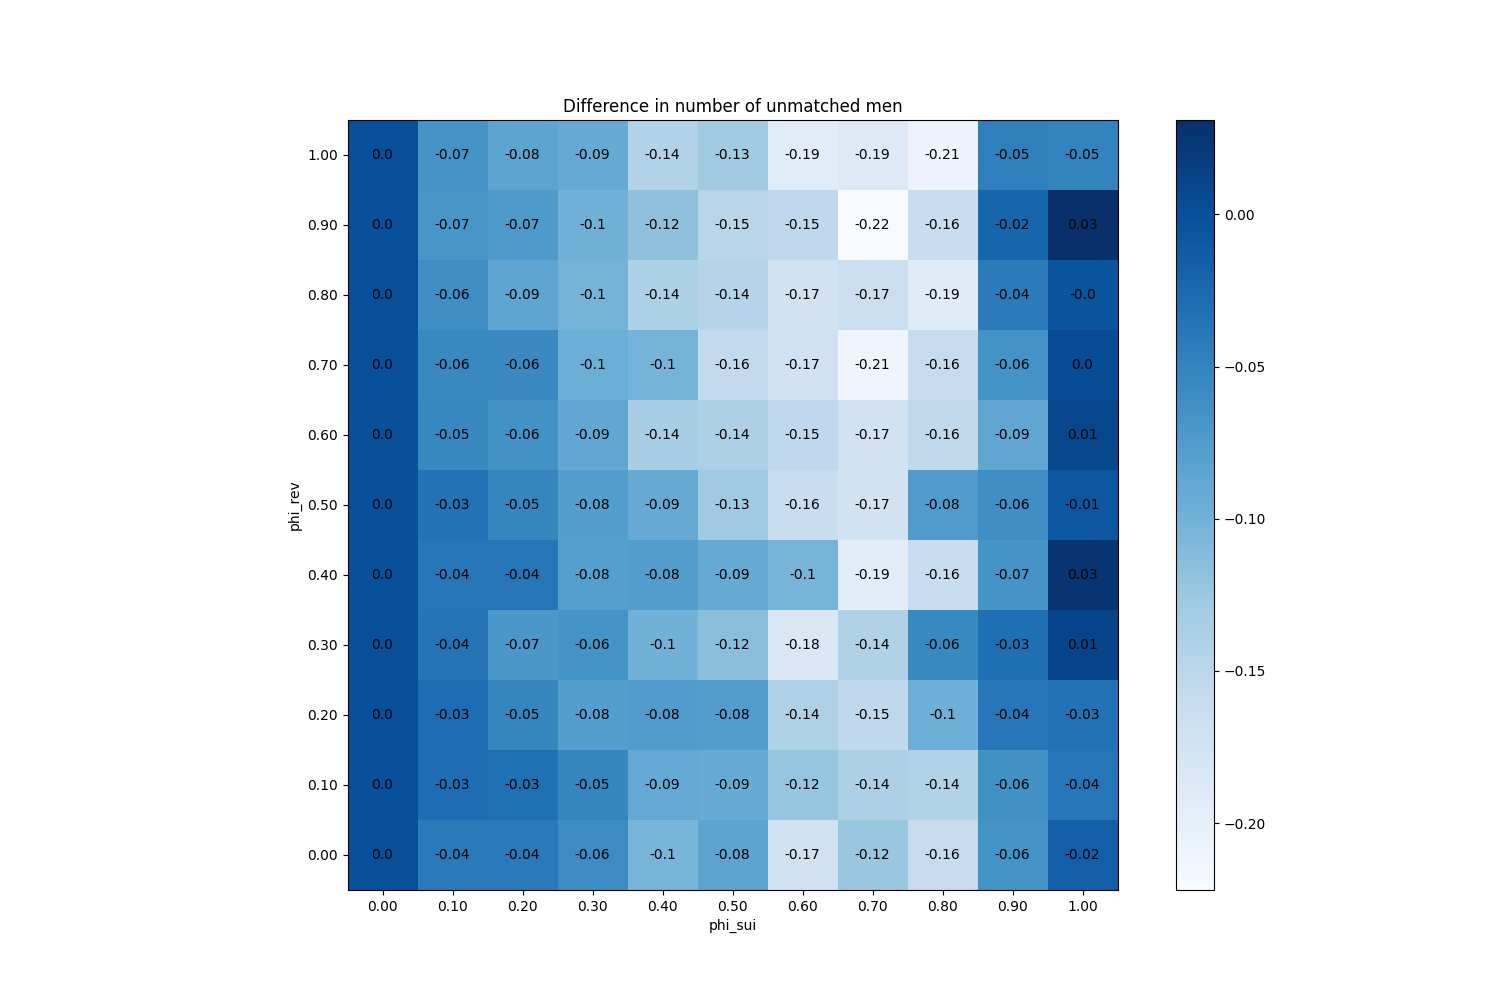 Difference in number of unmatched men
1.00 0.0 -0.07 -0.08 -0.09 -0.14 -0.13 -0.19 -0.19 -0.21 -0.05 -0.05
0.90 0.0 -0.07 -0.07 -0.1 -0.12 -0.15 -0.15 -0.22 -0.16 -0.02 0.03
0.80 0.0 -0.06 -0.09 -0.1 -0.14 -0.14 -0.17 -0.17 -0.19 -0.04 -0.0
0.70 0.0 -0.06 -0.06 -0.1 -0.1 -0.16 -0.17 -0.21 -0.16 -0.06 0.0
0.60 0.0 -0.05 -0.06 -0.09 -0.14 -0.14 -0.15 -0.17 -0.16 -0.09 0.01
0.50 0.0 -0.03 -0.05 -0.08 -0.09 -0.13 -0.16 -0.17 -0.08 -0.06 -0.01
0.40 0.0 -0.04 -0.04 -0.08 -0.08 -0.09 -0.1 -0.19 -0.16 -0.07 0.03
0.30 0.0 -0.04 -0.07 -0.06 -0.1 -0.12 -0.18 -0.14 -0.06 -0.03 0.01
0.20 0.0 -0.03 -0.05 -0.08 -0.08 -0.08 -0.14 -0.15 -0.1 -0.04 -0.03
0.10 0.0 -0.03 -0.03 -0.05 -0.09 -0.09 -0.12 -0.14 -0.14 -0.06 -0.04
0.00 0.0 -0.04 -0.04 -0.06 -0.1 -0.08 -0.17 -0.12 -0.16 -0.06 -0.02
0.00 0.10 0.20 0.30 0.40 0.50 0.60 0.70 0.80 0.90 1.00
phi_sui
phi_rev
0.00
−0.05
−0.10
−0.15
−0.20